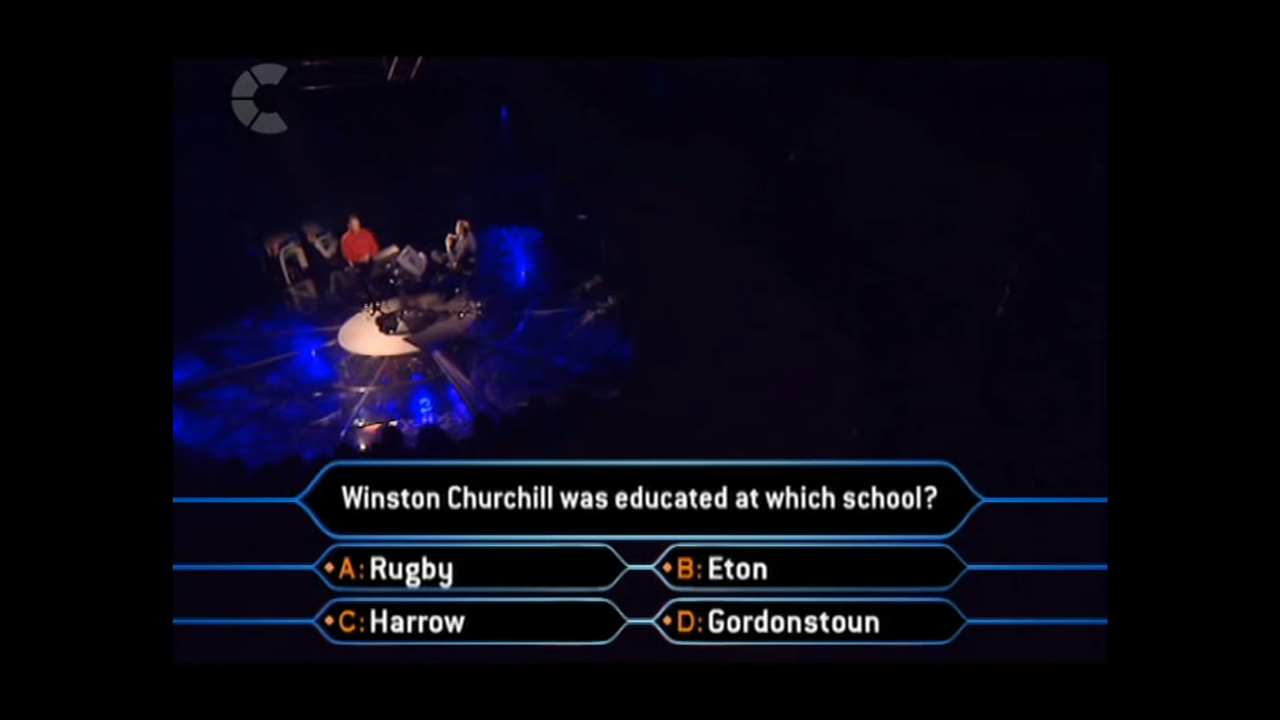 Winston Churchill was educated at which school?
A: Rugby
B: Eton
C: Harrow
D: Gordonstoun